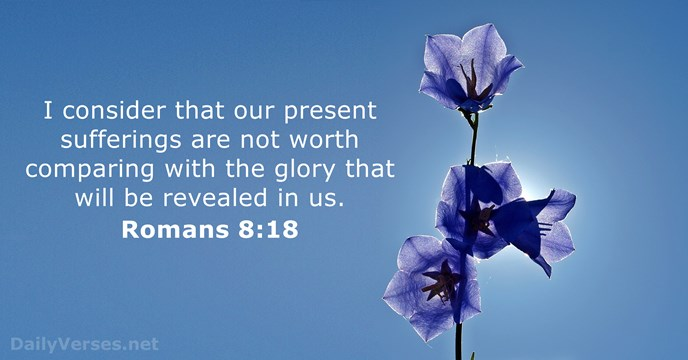 I consider that our present
sufferings are not worth
comparing with the glory that
will be revealed in us.
Romans 8:18
DailyVerses.net